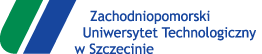 Zachodniopomorski
Uniwersytet Technologiczny
w Szczecinie